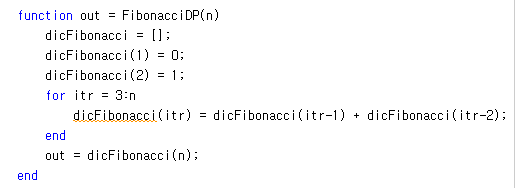 function out = FibonacciDP(n)
    dicFibonacci = [];
    dicFibonacci(1) = 0;
    dicFibonacci(2) = 1;
    for itr = 3:n
        dicFibonacci(itr) = dicFibonacci(itr-1) + dicFibonacci(itr-2);
    end
    out = dicFibonacci(n);
end